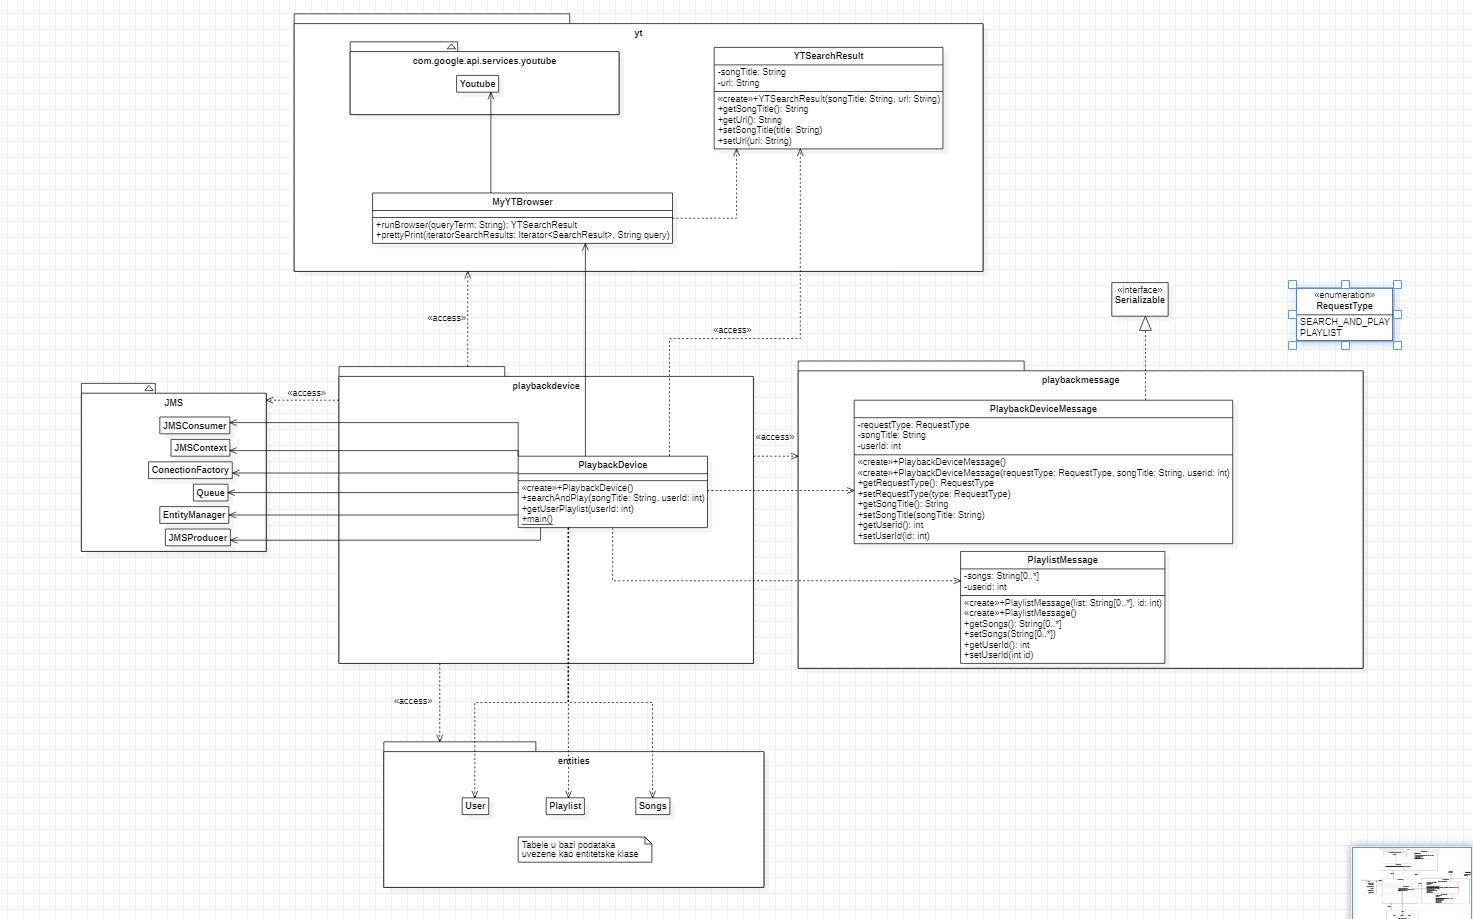 yt
com.google.api.services.youtube
Youtube
YTSearchResult
-songTitle: String
-url: String
«create»+YTSearchResult(songTitle: String, url: String)
+getSongTitle(): String
+getUrl(): String
+setSongTitle(title: String)
+setUrl(url: String)
MyYTBrowser
+runBrowser(queryTerm: String): YTSearchResult
+prettyPrint(iteratorSearchResults: Iterator<SearchResult>, String query)
«access»
«access»
«interface»
Serializable
«enumeration»
RequestType
SEARCH_AND_PLAY
PLAYLIST
JMS
JMSConsumer
JMSContext
ConectionFactory
Queue
EntityManager
JMSProducer
«access»
playbackdevice
PlaybackDevice
«create»+PlaybackDevice()
+searchAndPlay(songTitle: String, userId: int)
+getUserPlaylist(userId: int)
+main()
«access»
playbackmessage
PlaybackDeviceMessage
-requestType: RequestType
-songTitle: String
-userId: int
«create»+PlaybackDeviceMessage()
«create»+PlaybackDeviceMessage(requestType: RequestType, songTitle: String, userid: int)
+getRequestType(): RequestType
+setRequestType(type: RequestType)
+getSongTitle(): String
+setSongTitle(songTitle: String)
+getUserId(): int
+setUserId(id: int)
PlaylistMessage
-songs: String[0..*]
-userid: int
«create»+PlaylistMessage(list: String[0..*], id: int)
«create»+PlaylistMessage()
+getSongs(): String[0..*]
+setSongs(String[0..*])
+getUserId(): int
+setUserId(int id)
«access»
entities
User
Playlist
Songs
Tabele u bazi podataka
uvezene kao entitetske klase